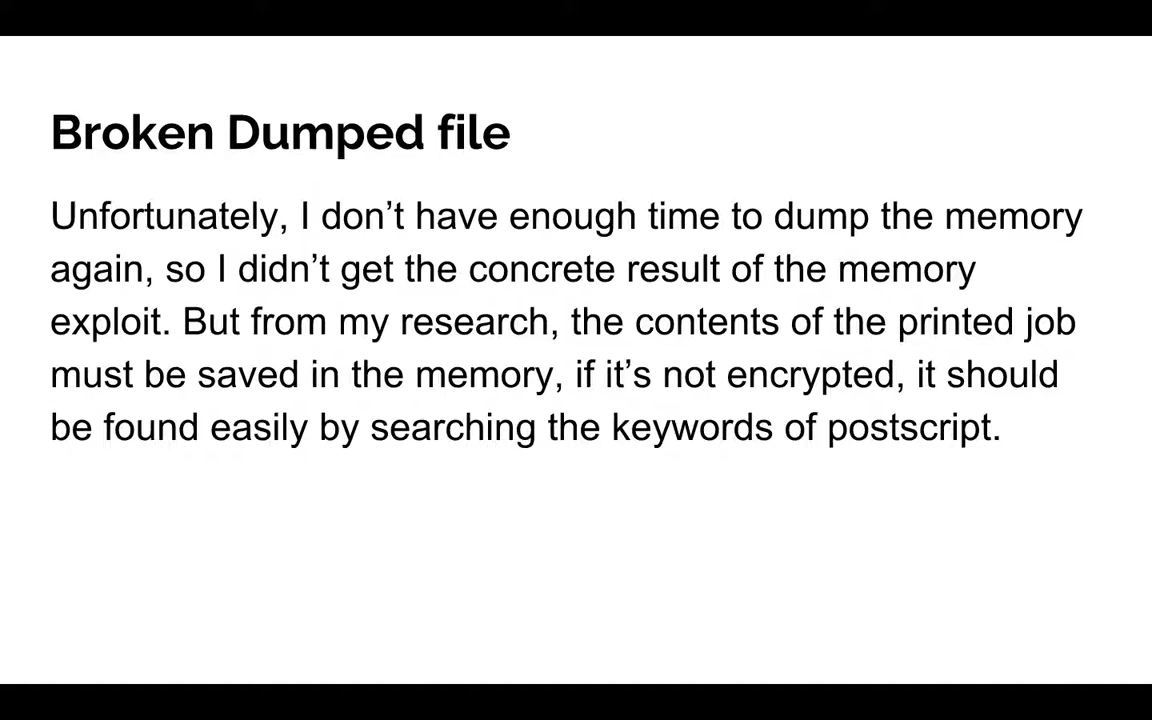 Broken Dumped file
Unfortunately, I don’t have enough time to dump the memory
again, so I didn’t get the concrete result of the memory
exploit. But from my research, the contents of the printed job
must be saved in the memory, if it’s not encrypted, it should
be found easily by searching the keywords of postscript.